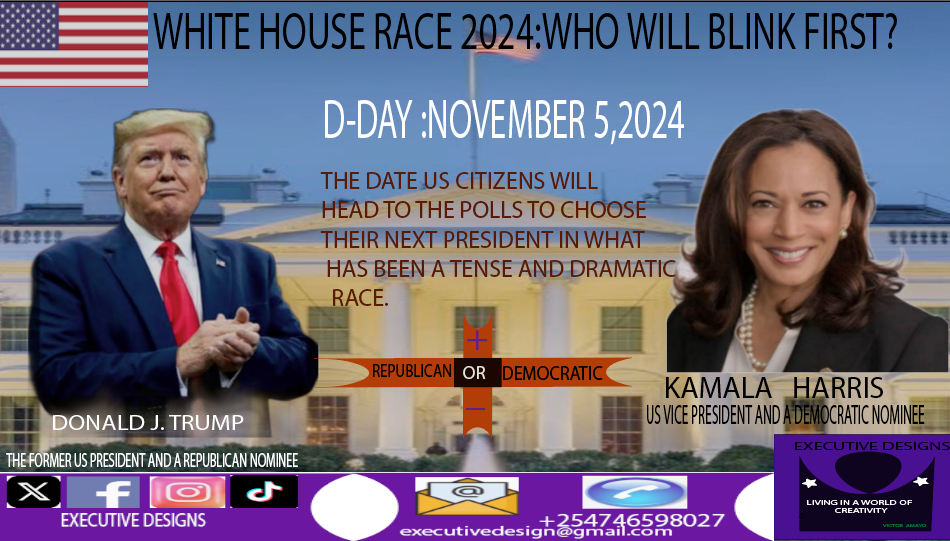 WHITE HOUSE RACE 2024:WHO WILL BLINK FIRST?
D-DAY :NOVEMBER 5,2024
THE DATE US CITIZENS WILL
HEAD TO THE POLLS TO CHOOSE
THEIR NEXT PRESIDENT IN WHAT
HAS BEEN A TENSE AND DRAMATIC
RACE.
+
REPUBLICAN OR DEMOCRATIC
–
DONALD J. TRUMP
THE FORMER US PRESIDENT AND A REPUBLICAN NOMINEE
KAMALA HARRIS
US VICE PRESIDENT AND A DEMOCRATIC NOMINEE
EXECUTIVE DESIGNS
@
+254746598027
executivedesign@gmail.com
EXECUTIVE DESIGNS
LIVING IN A WORLD OF
CREATIVITY
VICTOR AMAYO